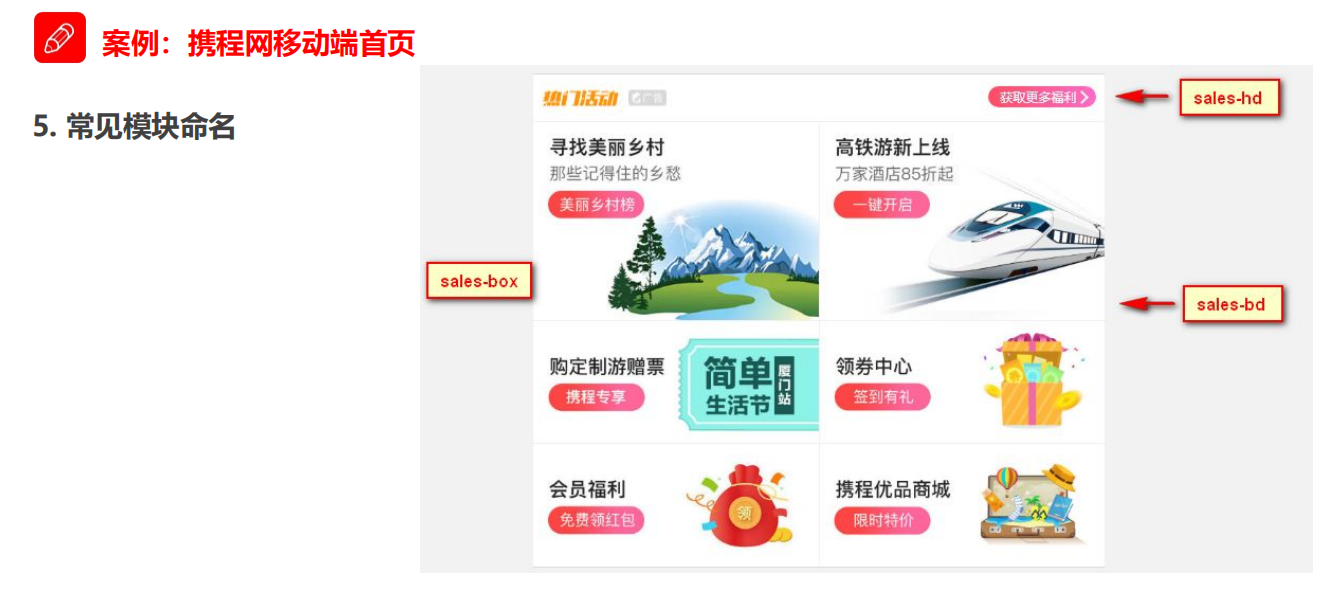 案例：携程网移动端首页
5. 常见模块命名
热门活动 广告
获取更多福利
sales-hd
寻找美丽乡村
那些记得住的乡愁
美丽乡村榜
高铁游新上线
万家酒店85折起
一键开启
sales-box
sales-bd
购定制游赠票
携程专享
简单
生活节
厦门站
领券中心
签到有礼
会员福利
免费领红包
领
携程优品商城
限时特价